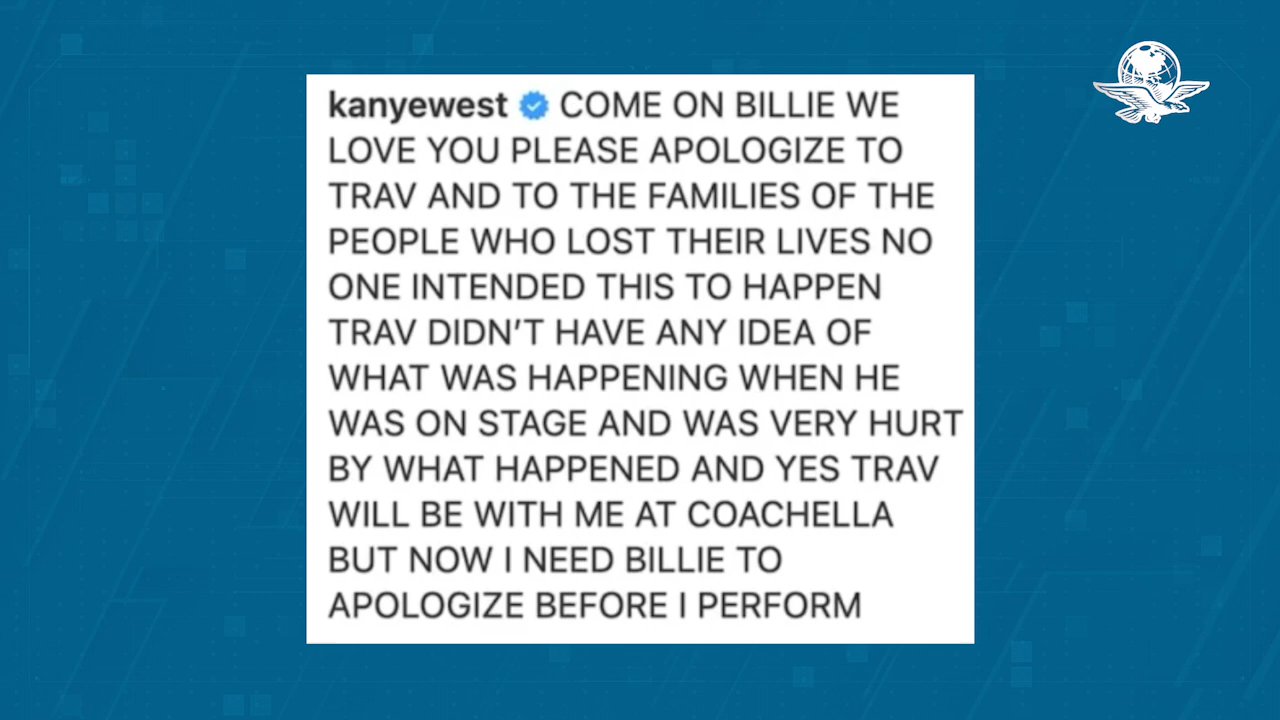 kanyewest COME ON BILLIE WE
LOVE YOU PLEASE APOLOGIZE TO
TRAV AND TO THE FAMILIES OF THE
PEOPLE WHO LOST THEIR LIVES NO
ONE INTENDED THIS TO HAPPEN
TRAV DIDN’T HAVE ANY IDEA OF
WHAT WAS HAPPENING WHEN HE
WAS ON STAGE AND WAS VERY HURT
BY WHAT HAPPENED AND YES TRAV
WILL BE WITH ME AT COACHELLA
BUT NOW I NEED BILLIE TO
APOLOGIZE BEFORE I PERFORM